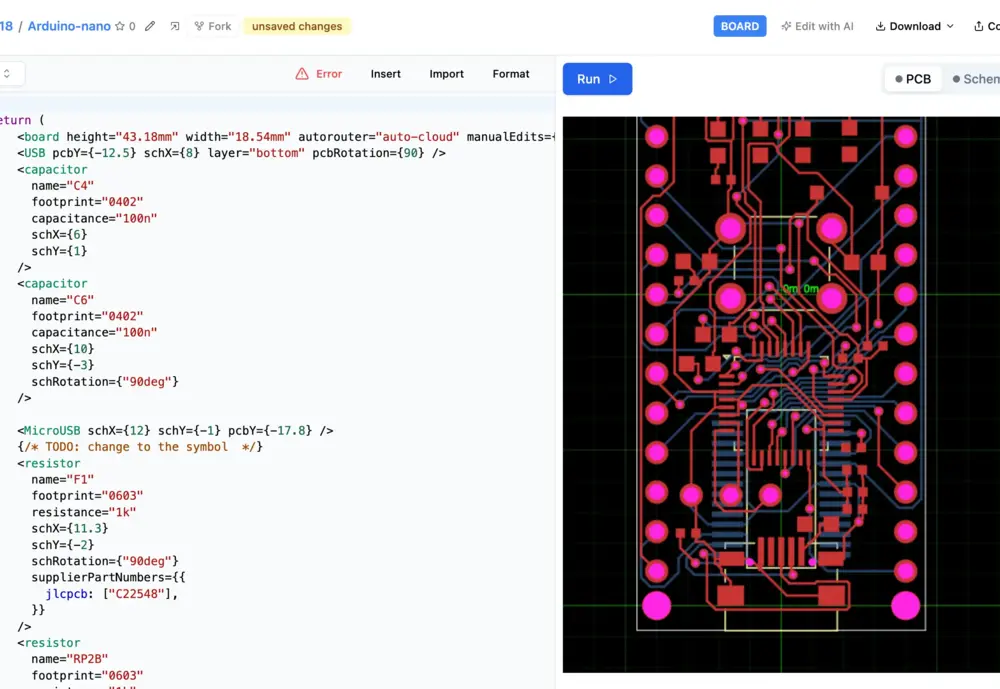 18 / Arduino-nano 0 Fork unsaved changes BOARD Edit with AI Download
Error Insert Import Format Run PCB
eturn (
<board height="43.18mm" width="18.54mm" autorouter="auto-cloud" manualEdits={
<USB pcbY={-12.5} schX={8} layer="bottom" pcbRotation={90} />
<capacitor
name="C4"
footprint="0402"
capacitance="100n"
schX={6}
schY={1}
/>
<capacitor
name="C6"
footprint="0402"
capacitance="100n"
schX={10}
schY={-3}
schRotation={"90deg"}
/>
<MicroUSB schX={12} schY={-1} pcbY={-17.8} />
{/* TODO: change to the symbol */}
<resistor
name="F1"
footprint="0603"
resistance="1k"
schX={11.3}
schY={-2}
schRotation={"90deg"}
supplierPartNumbers={{
jlcpcb: ["C22548"],
}}
/>
<resistor
name="RP2B"
footprint="0603"
0m 0m